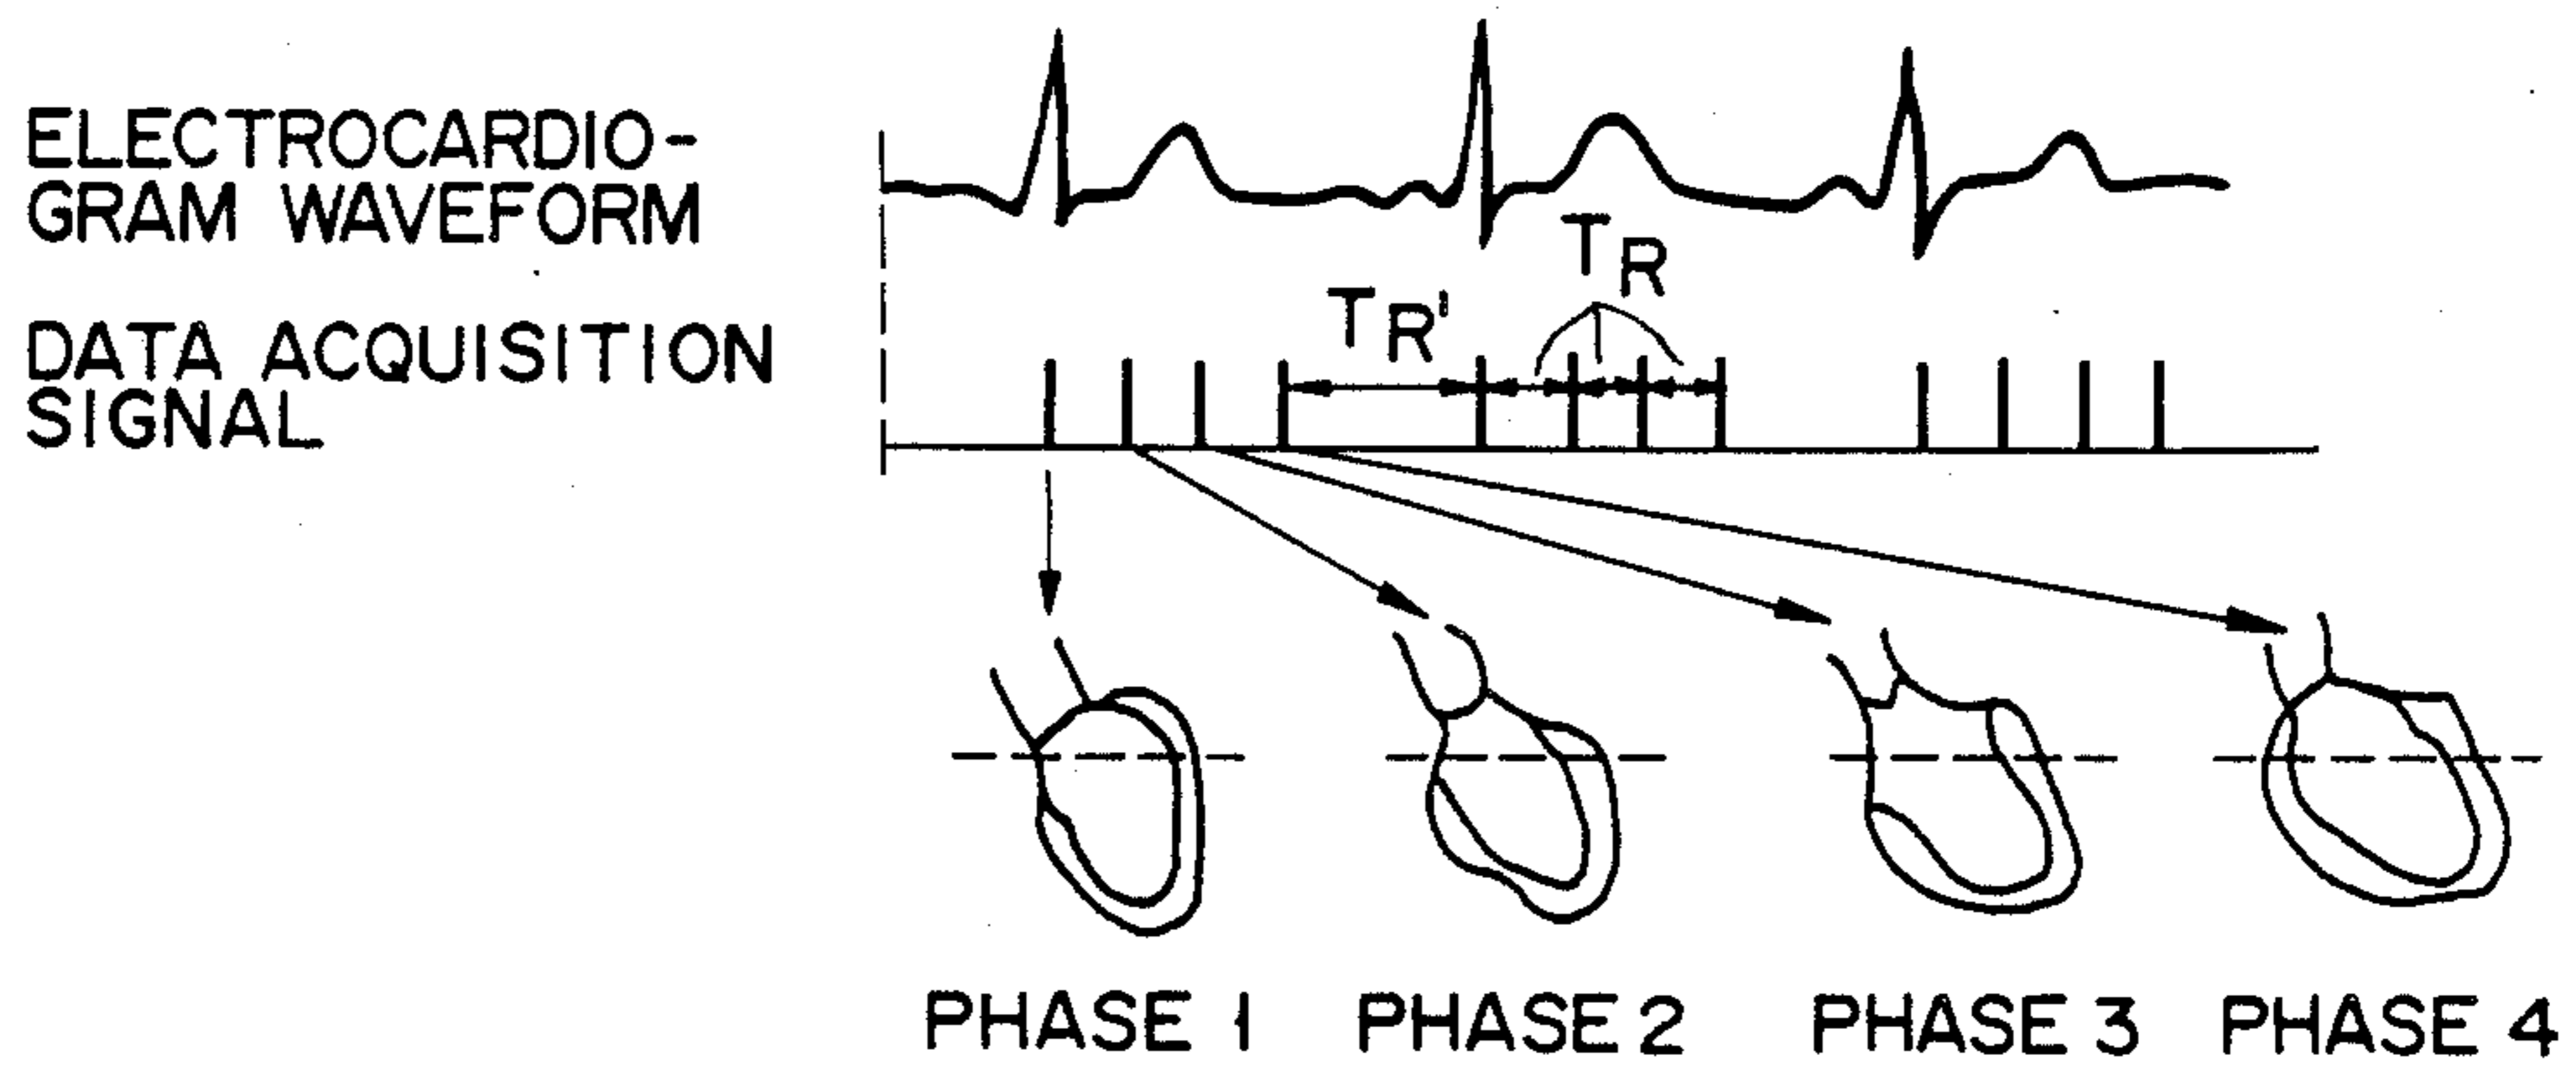 ELECTROCARDIO-
GRAM WAVEFORM
TR
TR'
DATA ACQUISITION
SIGNAL
PHASE 1 PHASE 2 PHASE 3 PHASE 4